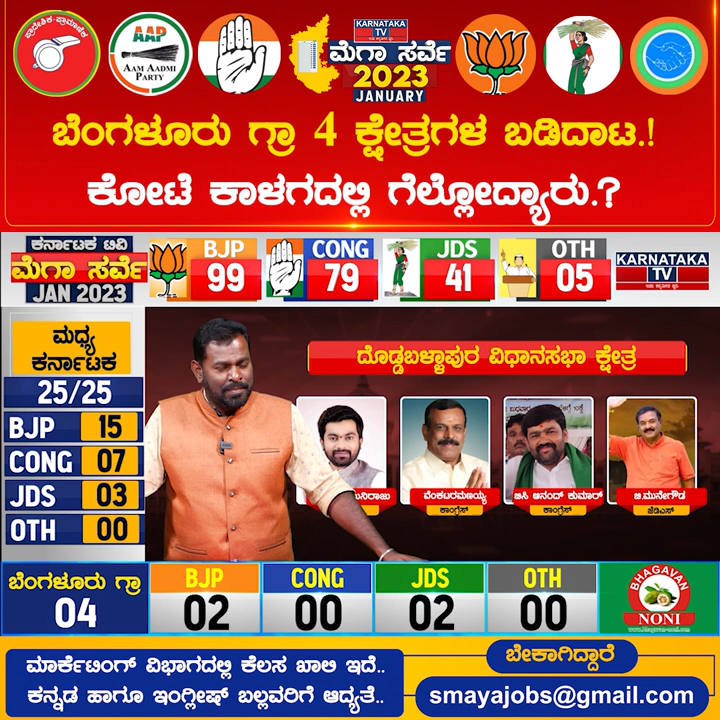 ಪ್ರಾದೇಶಿಕ-ಪ್ರಾಮಾಣಿಕ
AAP
AAM AADMI
PARTY
KARNATAKA
TV
ಮೆಗಾ ಸರ್ವೆ
2023
JANUARY
ಬೆಂಗಳೂರು ಗ್ರಾ 4 ಕ್ಷೇತ್ರಗಳ ಬಡಿದಾಟ.!
ಕೋಟೆ ಕಾಳಗದಲ್ಲಿ ಗೆಲ್ಲೋದ್ಯಾರು.?
ಕರ್ನಾಟಕ ಟಿವಿ
ಮೆಗಾ ಸರ್ವೆ
JAN 2023
BJP
99
CONG
79
JDS
41
OTH
05
KARNATAKA
TV
ಮಧ್ಯ
ಕರ್ನಾಟಕ
25/25
BJP 15
CONG 07
JDS 03
OTH 00
ದೊಡ್ಡಬಳ್ಳಾಪುರ ವಿಧಾನಸಭಾ ಕ್ಷೇತ್ರ
ವೆಂಕಟರಮಣಯ್ಯ
ಕಾಂಗ್ರೆಸ್
ಬಿಸಿ ಆನಂದ್ ಕುಮಾರ್
ಕಾಂಗ್ರೆಸ್
ಬಿ.ಮುನೇಗೌಡ
ಜೆಡಿಎಸ್
ಬೆಂಗಳೂರು ಗ್ರಾ
04
BJP
02
CONG
00
JDS
02
OTH
00
BHAGAVAN
NONI
ಮಾರ್ಕೆಟಿಂಗ್ ವಿಭಾಗದಲ್ಲಿ ಕೆಲಸ ಖಾಲಿ ಇದೆ..
ಕನ್ನಡ ಹಾಗೂ ಇಂಗ್ಲೀಷ್ ಬಲ್ಲವರಿಗೆ ಆದ್ಯತೆ..
ಬೇಕಾಗಿದ್ದಾರೆ
smayajobs@gmail.com